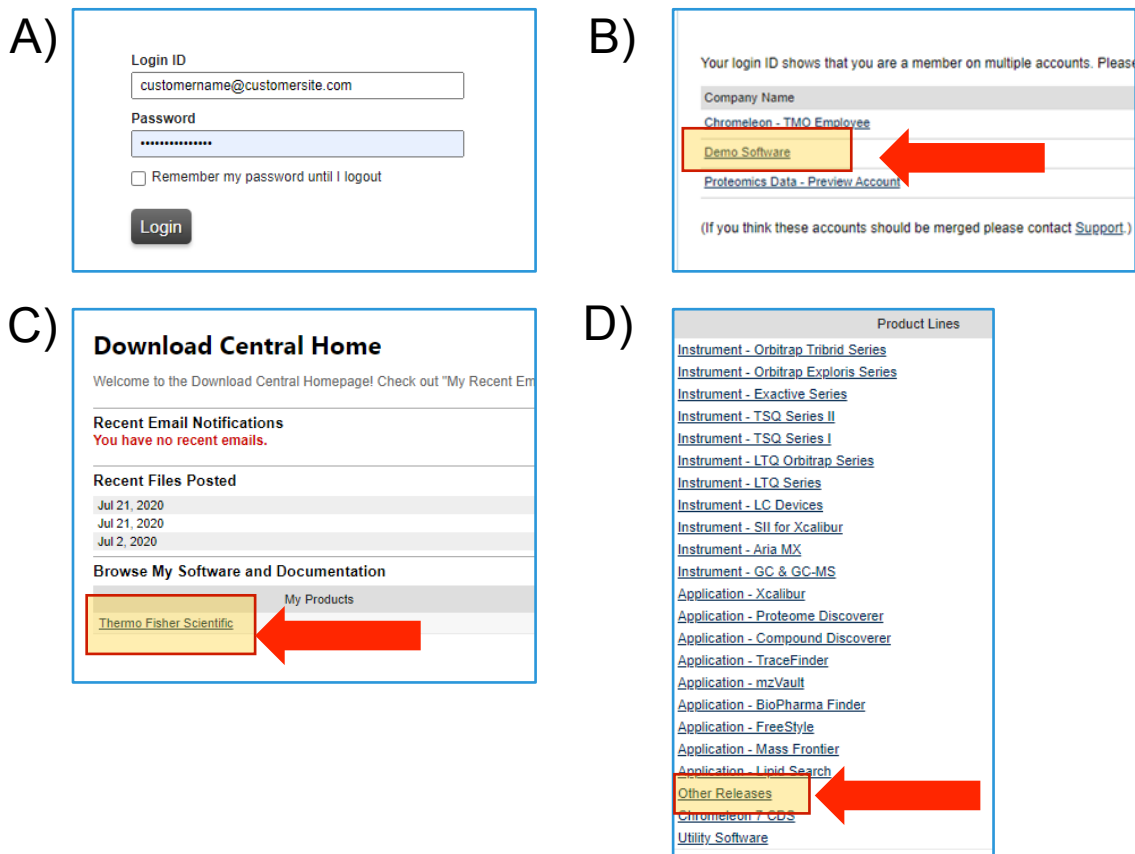 A)
Login ID
customername@customersite.com
Password
•••••••••••••••
Remember my password until I logout
Login
B)
Your login ID shows that you are a member on multiple accounts. Please
Company Name
Chromeleon - TMO Employee
Demo Software
Proteomics Data - Preview Account
(If you think these accounts should be merged please contact Support.)
C)
Download Central Home
Welcome to the Download Central Homepage! Check out "My Recent Em
Recent Email Notifications
You have no recent emails.
Recent Files Posted
Jul 21, 2020
Jul 21, 2020
Jul 2, 2020
Browse My Software and Documentation
My Products
Thermo Fisher Scientific
D)
Product Lines
Instrument - Orbitrap Tribrid Series
Instrument - Orbitrap Exploris Series
Instrument - Exactive Series
Instrument - TSQ Series II
Instrument - TSQ Series I
Instrument - LTQ Orbitrap Series
Instrument - LTQ Series
Instrument - LC Devices
Instrument - SII for Xcalibur
Instrument - Aria MX
Instrument - GC & GC-MS
Application - Xcalibur
Application - Proteome Discoverer
Application - Compound Discoverer
Application - TraceFinder
Application - mzVault
Application - BioPharma Finder
Application - FreeStyle
Application - Mass Frontier
Application - Lipid Search
Other Releases
Chromeleon 7 CDS
Utility Software